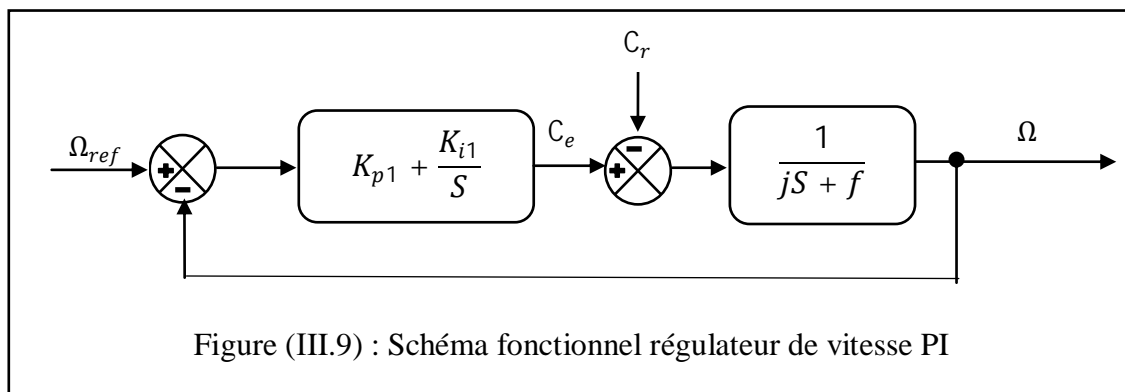 C_r
Ω_ref
+
-
K_p1 + K_i1/S
C_e
-
+
1/(jS + f)
Ω
Figure (III.9) : Schéma fonctionnel régulateur de vitesse PI